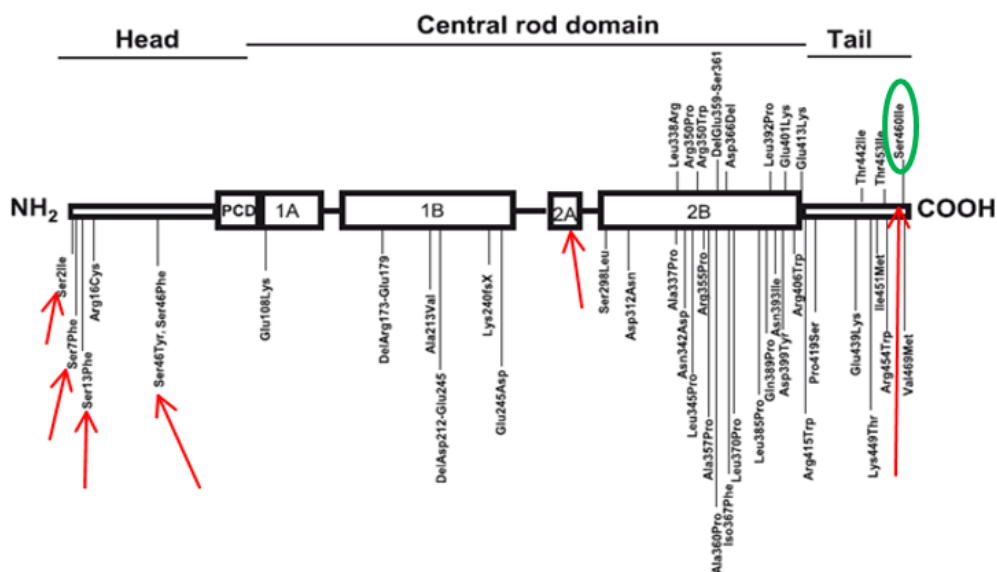 Head Central rod domain Tail
Leu338Arg
Arg350Pro
Arg350Trp
DelGlu359-Ser361
Asp366Del
Leu392Pro
Glu401Lys
Glu413Lys
Thr442Ile
Thr453Ile
Ser460Ile
NH2 PCD 1A 1B 2A 2B COOH
Ser2Ile
Ser7Phe
Ser13Phe
Arg16Cys
Ser46Tyr, Ser46Phe
Glu108Lys
DelArg173-Glu179
Ala213Val
DelAsp212-Glu245
Lys240fsX
Glu245Asp
Ser298Leu
Asp312Asn
Ala337Pro
Asn342Asp
Leu345Pro
Arg355Pro
Ala357Pro
Ala360Pro
Iso367Phe
Leu370Pro
Leu385Pro
Gln389Pro
Asn393Ile
Asp399Tyr
Arg406Trp
Arg415Trp
Pro419Ser
Glu439Lys
Lys449Thr
Ile451Met
Arg454Trp
Val469Met